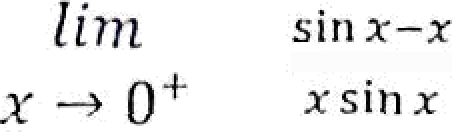 lim sin x−x
x → 0⁺ x sin x